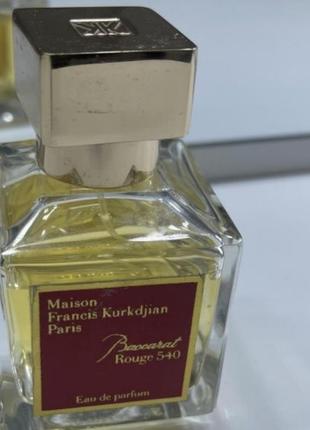 Maison
Francis Kurkdjian
Paris
Baccarat
Rouge 540
Eau de parfum